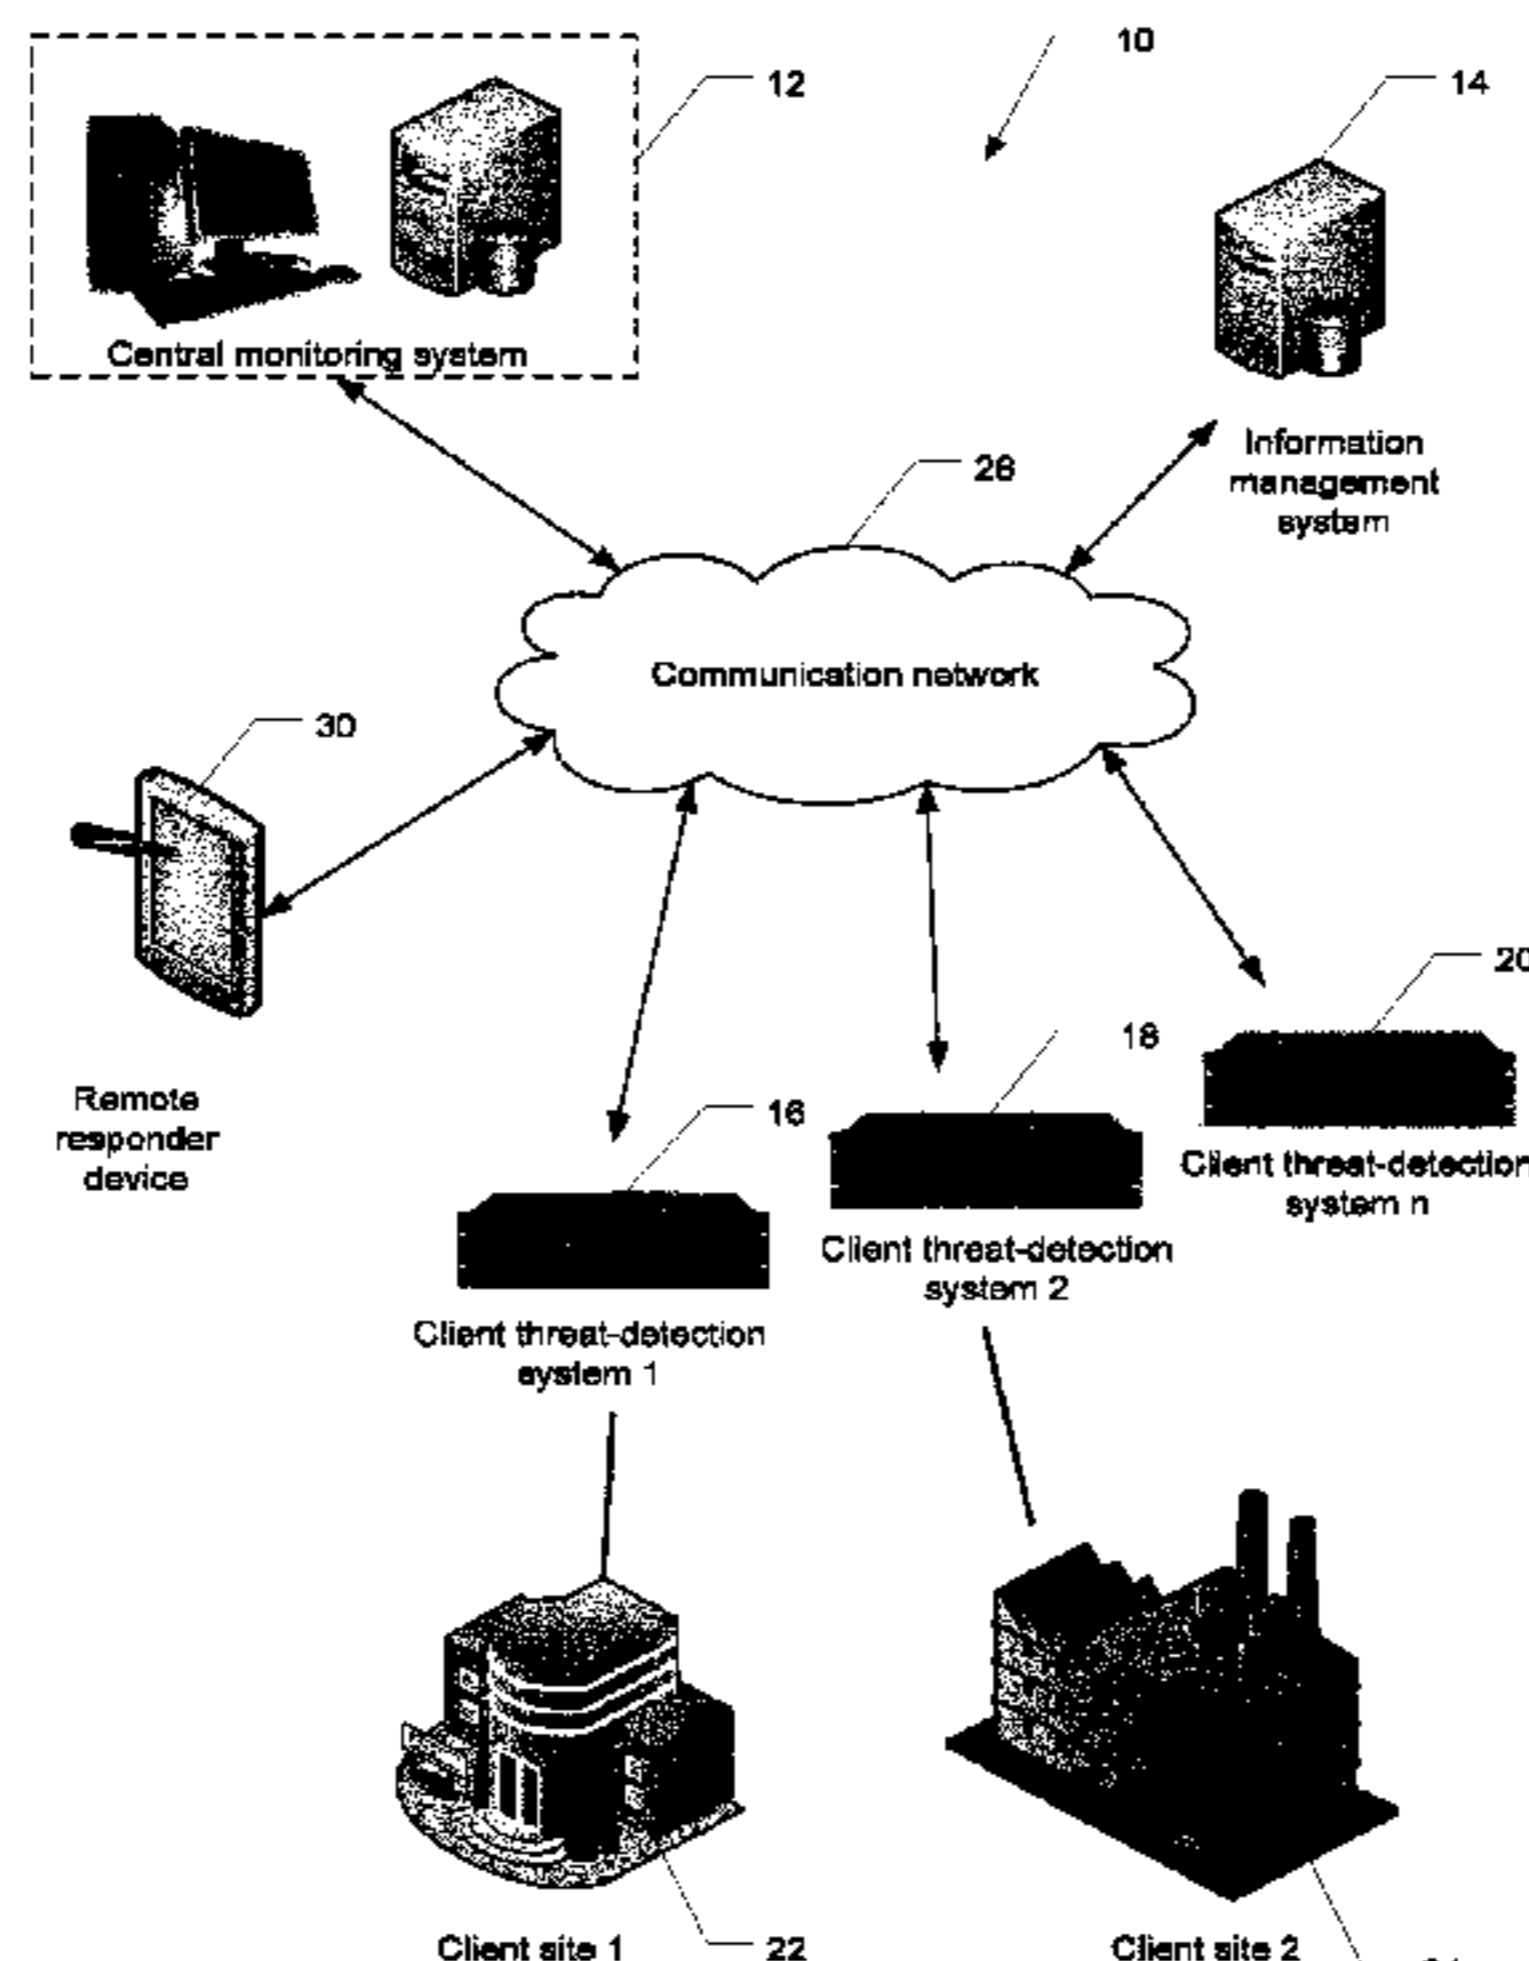 10
12
14
Central monitoring system
Information
management
system
28
Communication network
30
20
18
Remote
responder
device
16
Client threat-detection
system n
Client threat-detection
system 2
Client threat-detection
system 1
Client site 1
22
Client site 2